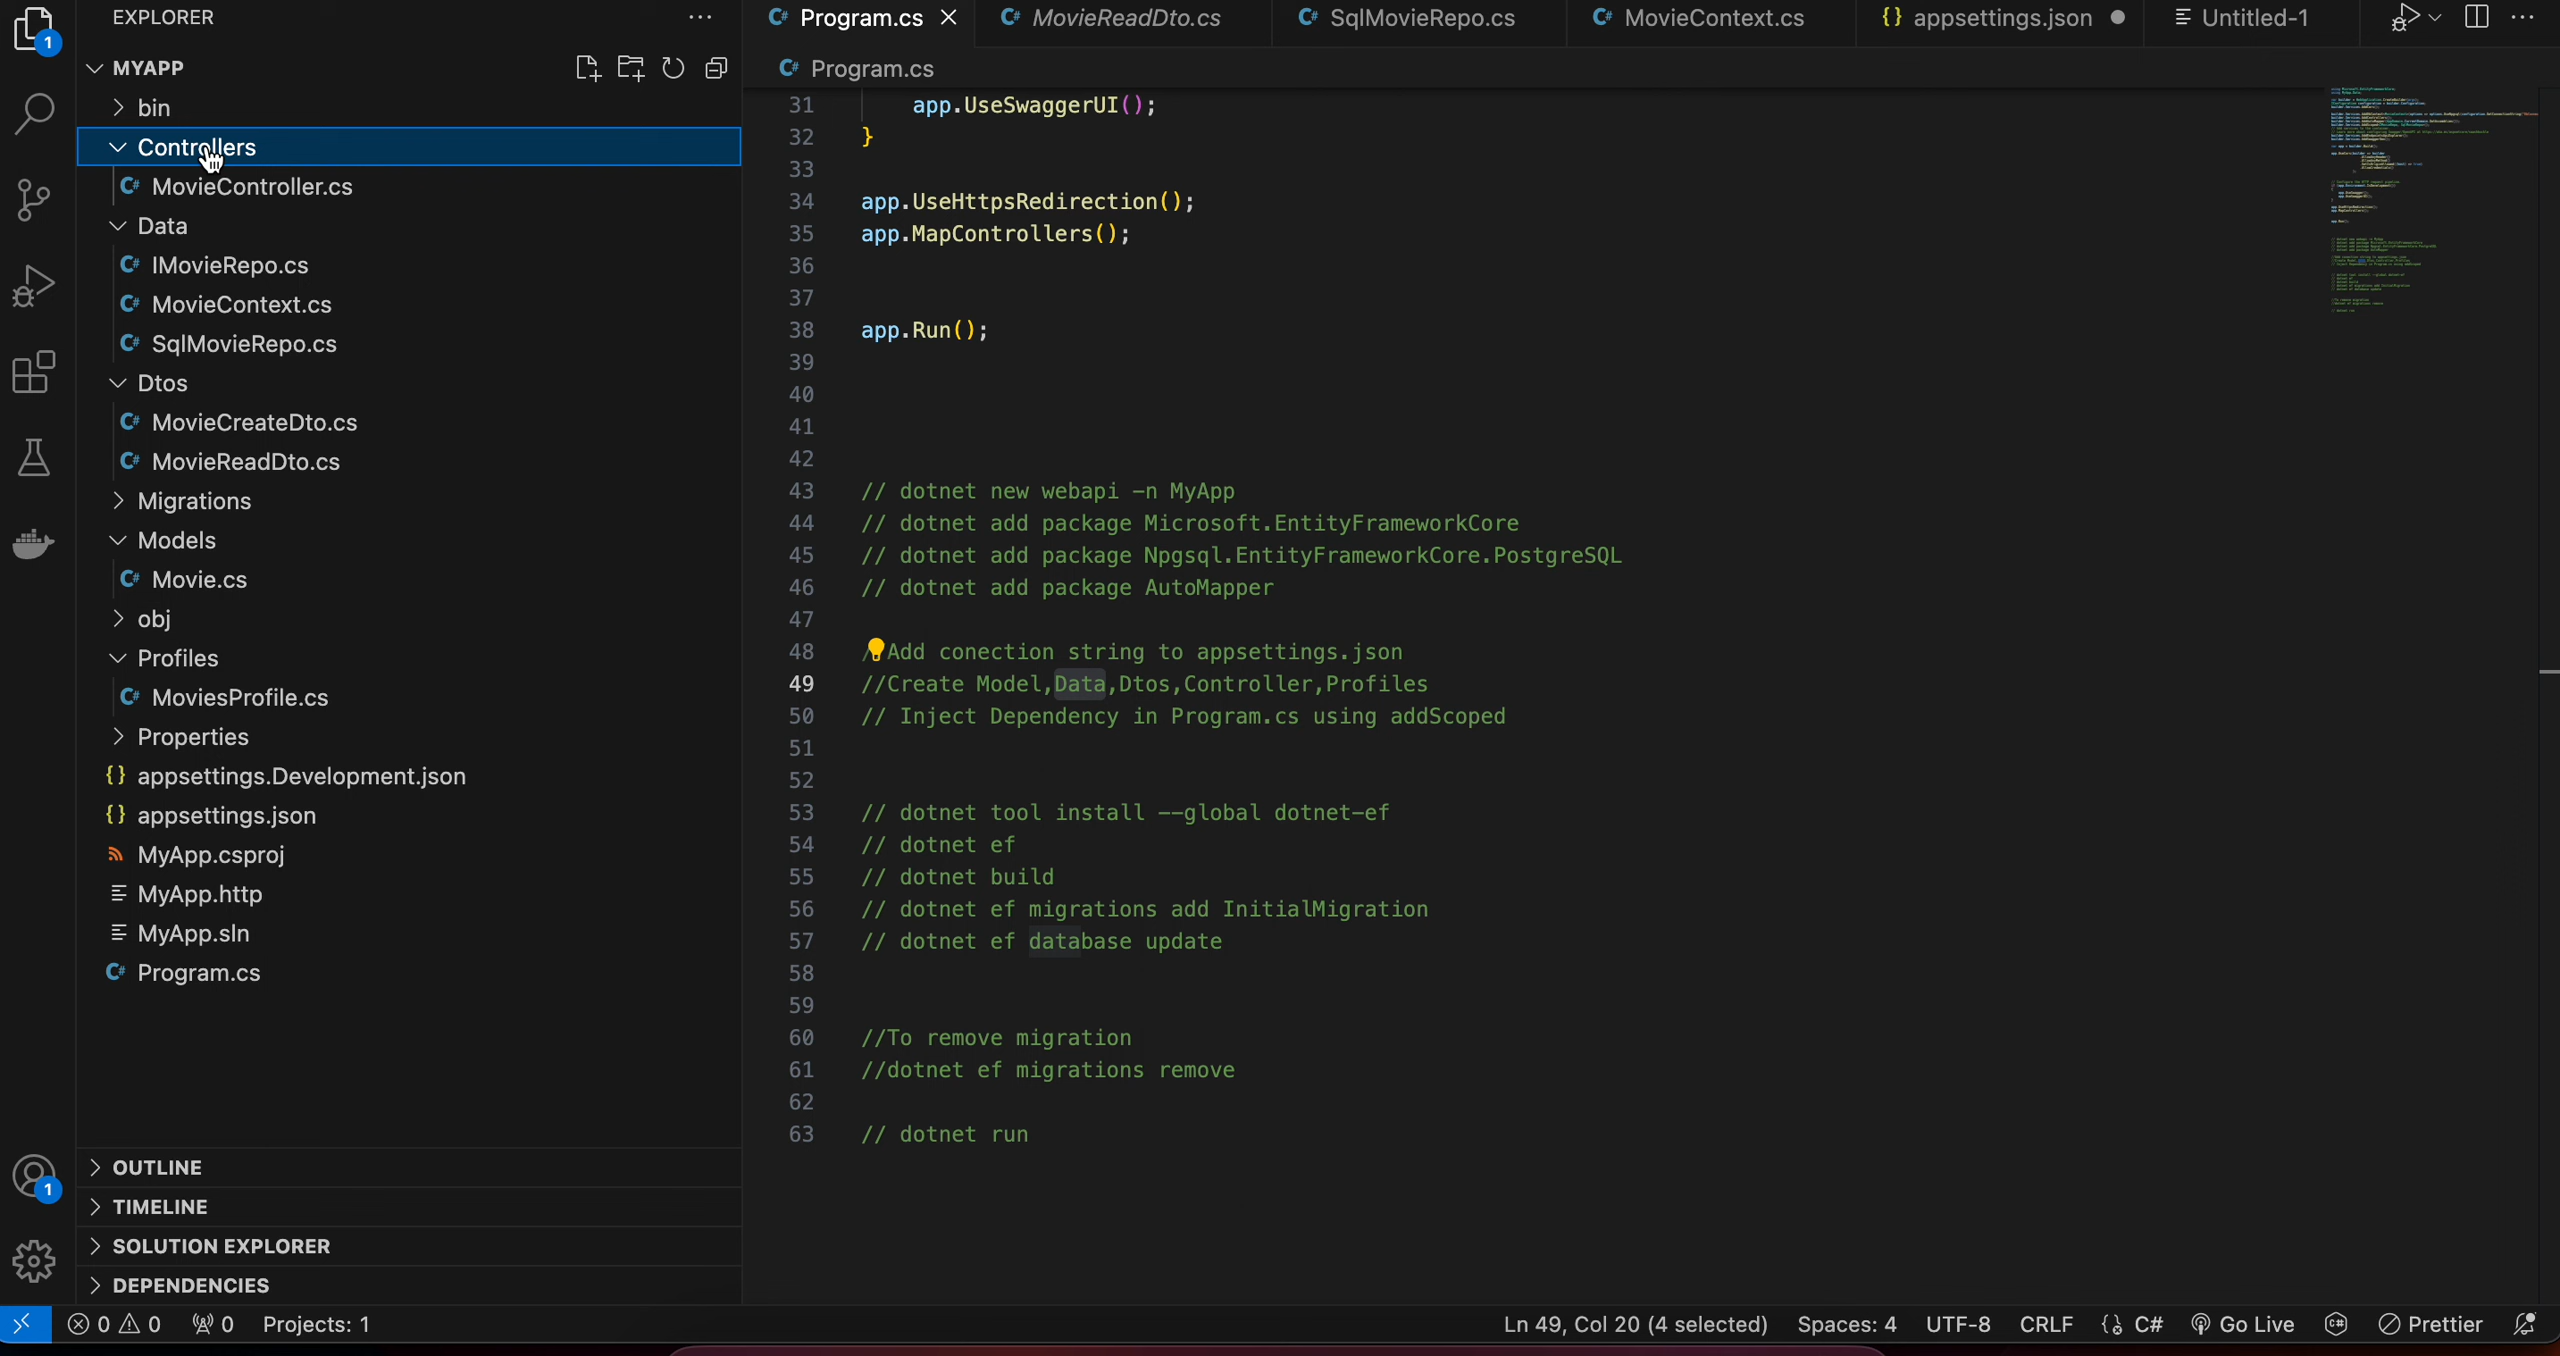 EXPLORER
Program.cs
MovieReadDto.cs
SqlMovieRepo.cs
MovieContext.cs
{} appsettings.json
Untitled-1
1
MYAPP
bin
Controllers
MovieController.cs
Data
IMovieRepo.cs
MovieContext.cs
SqlMovieRepo.cs
Dtos
MovieCreateDto.cs
MovieReadDto.cs
Migrations
Models
Movie.cs
obj
Profiles
MoviesProfile.cs
Properties
{} appsettings.Development.json
{} appsettings.json
MyApp.csproj
MyApp.http
MyApp.sln
Program.cs
OUTLINE
TIMELINE
SOLUTION EXPLORER
DEPENDENCIES
1
Program.cs
31 app.UseSwaggerUI();
32 }
33
34 app.UseHttpsRedirection();
35 app.MapControllers();
36
37
38 app.Run();
39
40
41
42
43 // dotnet new webapi -n MyApp
44 // dotnet add package Microsoft.EntityFrameworkCore
45 // dotnet add package Npgsql.EntityFrameworkCore.PostgreSQL
46 // dotnet add package AutoMapper
47
48 Add conection string to appsettings.json
49 //Create Model,Data,Dtos,Controller,Profiles
50 // Inject Dependency in Program.cs using addScoped
51
52
53 // dotnet tool install --global dotnet-ef
54 // dotnet ef
55 // dotnet build
56 // dotnet ef migrations add InitialMigration
57 // dotnet ef database update
58
59
60 //To remove migration
61 //dotnet ef migrations remove
62
63 // dotnet run
0 0 0 Projects: 1
Ln 49, Col 20 (4 selected) Spaces: 4 UTF-8 CRLF {} C# Go Live Prettier